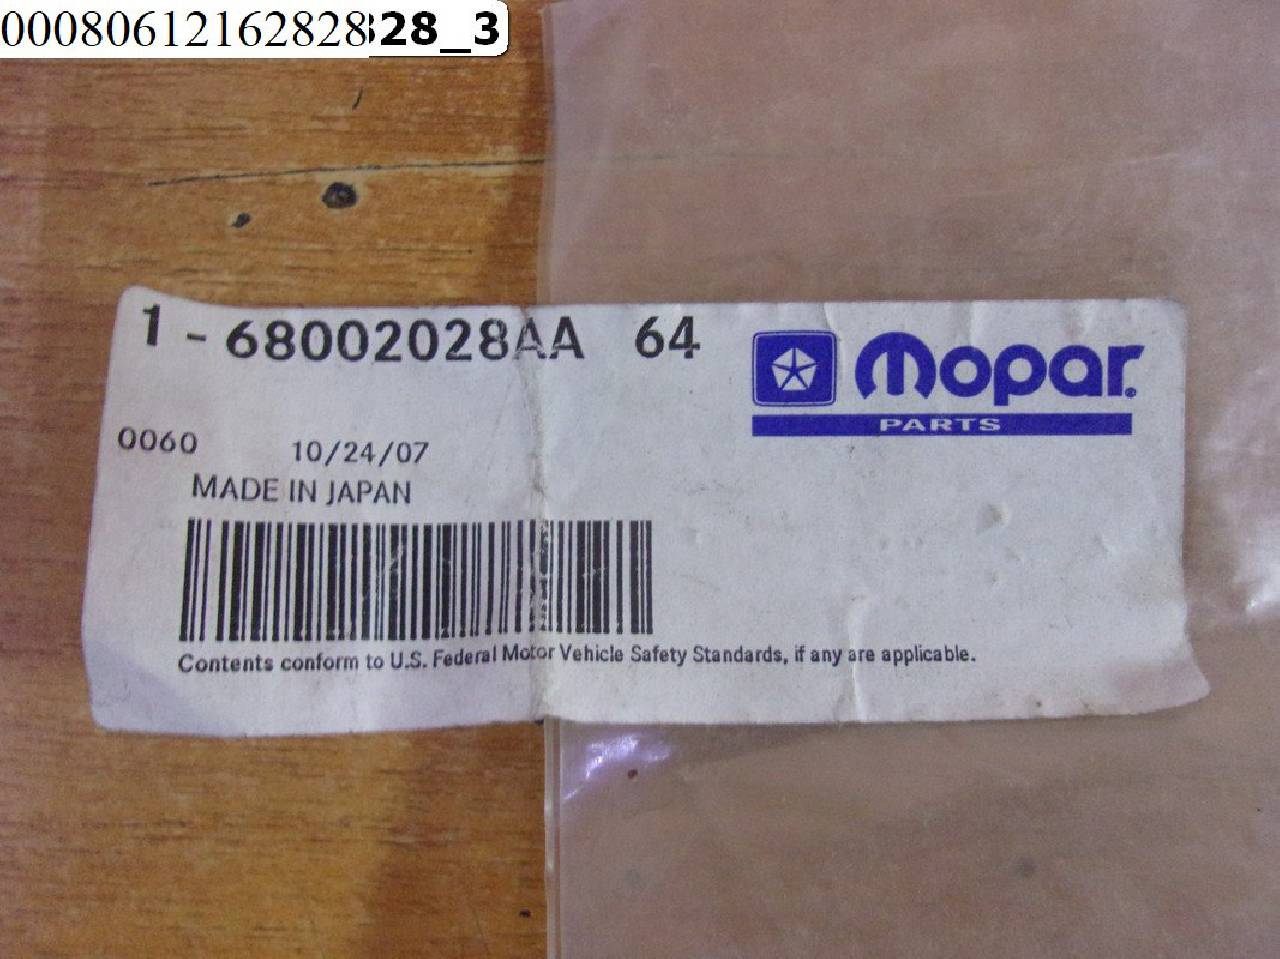 00080612162828828_3
1 - 68002028AA 64
Mopar
PARTS
0060 10/24/07
MADE IN JAPAN
Contents conform to U.S. Federal Motor Vehicle Safety Standards, if any are applicable.